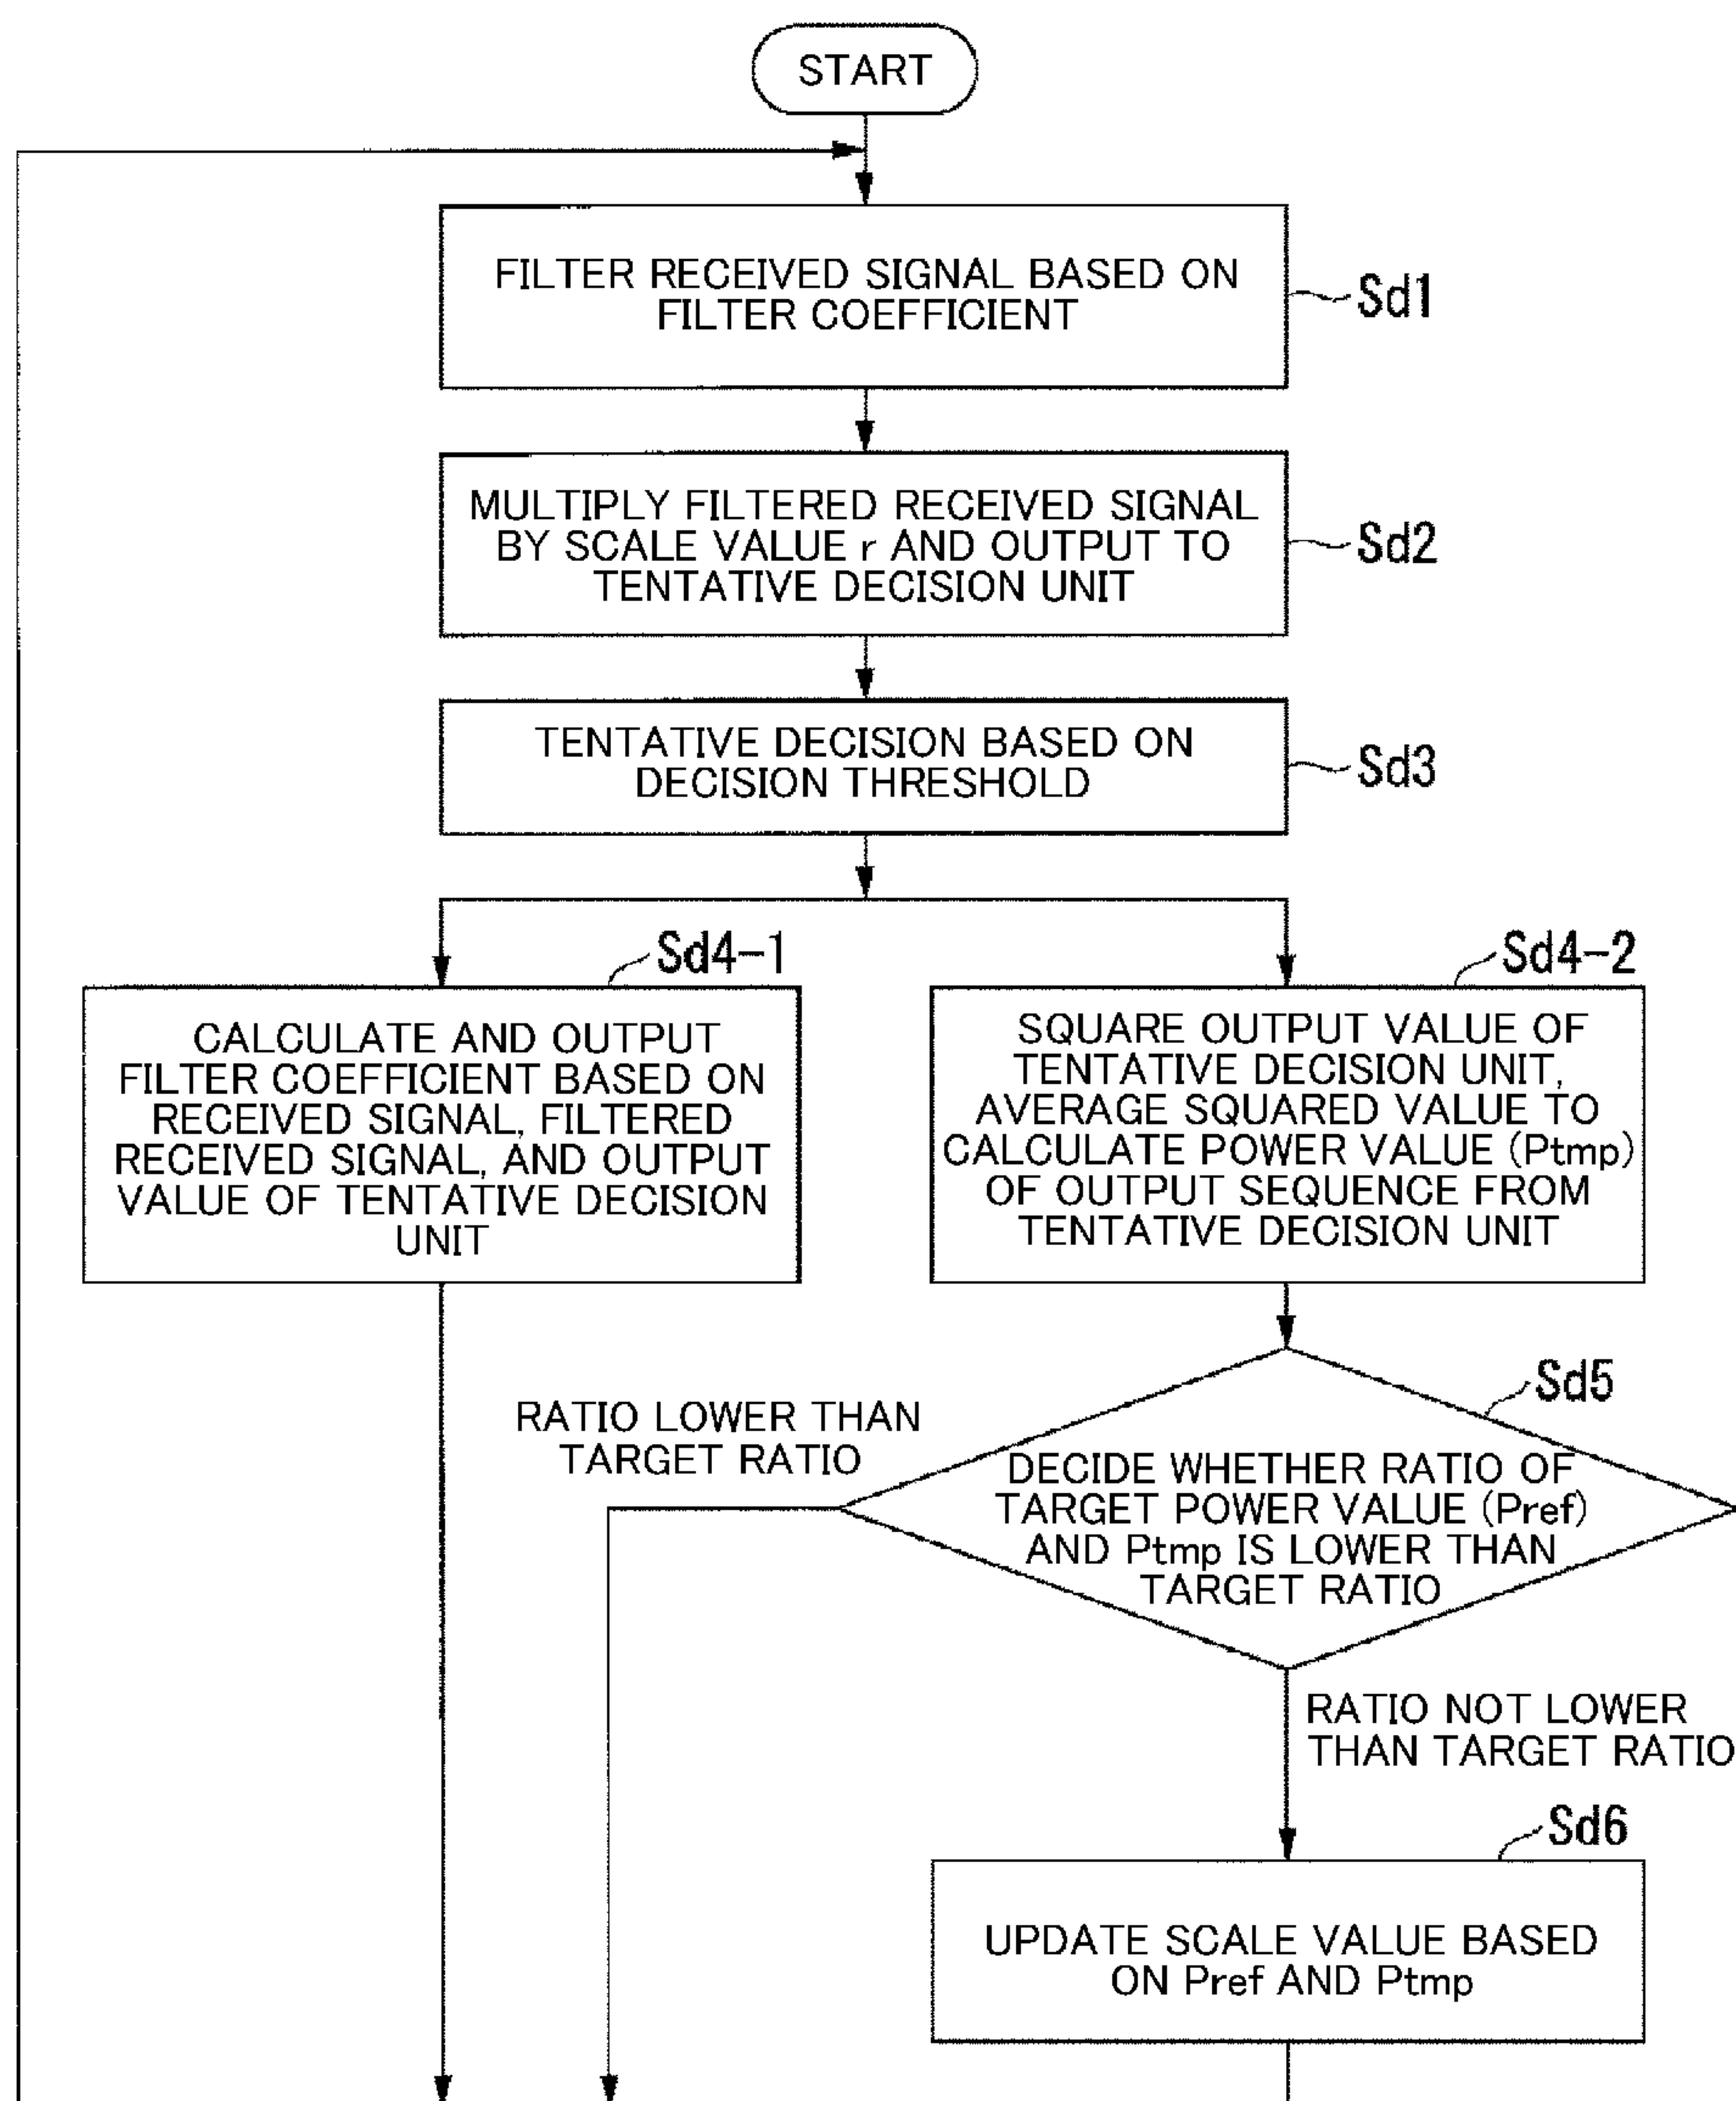 START
FILTER RECEIVED SIGNAL BASED ON
FILTER COEFFICIENT
Sd1
MULTIPLY FILTERED RECEIVED SIGNAL
BY SCALE VALUE r AND OUTPUT TO
TENTATIVE DECISION UNIT
Sd2
TENTATIVE DECISION BASED ON
DECISION THRESHOLD
Sd3
Sd4-1
CALCULATE AND OUTPUT
FILTER COEFFICIENT BASED ON
RECEIVED SIGNAL, FILTERED
RECEIVED SIGNAL, AND OUTPUT
VALUE OF TENTATIVE DECISION
UNIT
Sd4-2
SQUARE OUTPUT VALUE OF
TENTATIVE DECISION UNIT,
AVERAGE SQUARED VALUE TO
CALCULATE POWER VALUE (Ptmp)
OF OUTPUT SEQUENCE FROM
TENTATIVE DECISION UNIT
Sd5
RATIO LOWER THAN
TARGET RATIO
DECIDE WHETHER RATIO OF
TARGET POWER VALUE (Pref)
AND Ptmp IS LOWER THAN
TARGET RATIO
RATIO NOT LOWER
THAN TARGET RATIO
Sd6
UPDATE SCALE VALUE BASED
ON Pref AND Ptmp